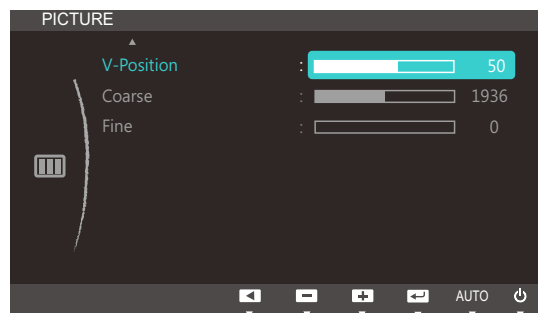 PICTURE
V-Position : 50
Coarse : 1936
Fine : 0
AUTO